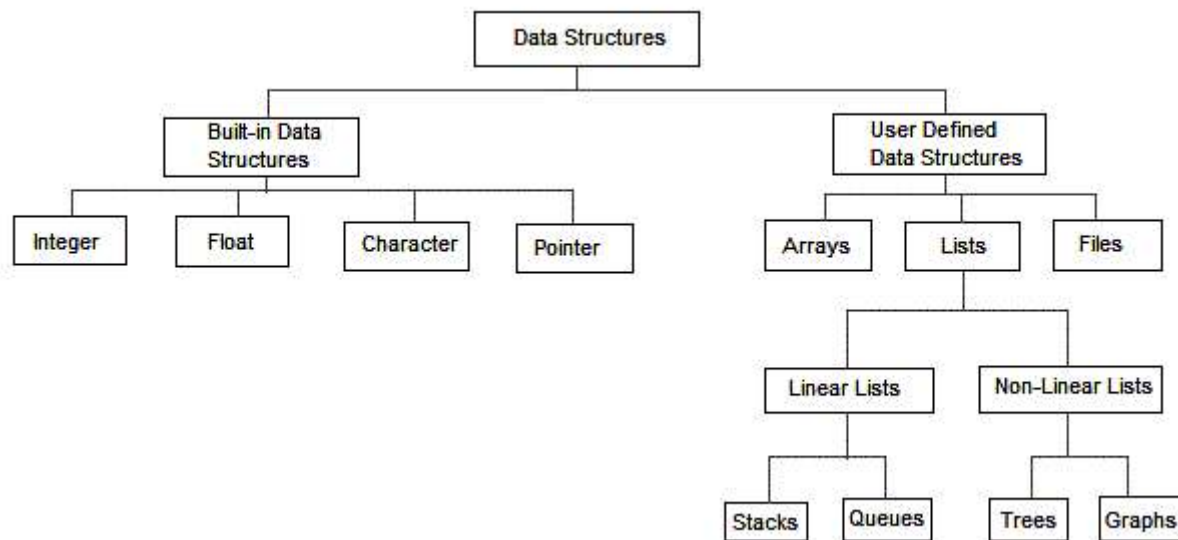 Data Structures
Built-in Data
Structures
User Defined
Data Structures
Integer
Float
Character
Pointer
Arrays
Lists
Files
Linear Lists
Non-Linear Lists
Stacks
Queues
Trees
Graphs